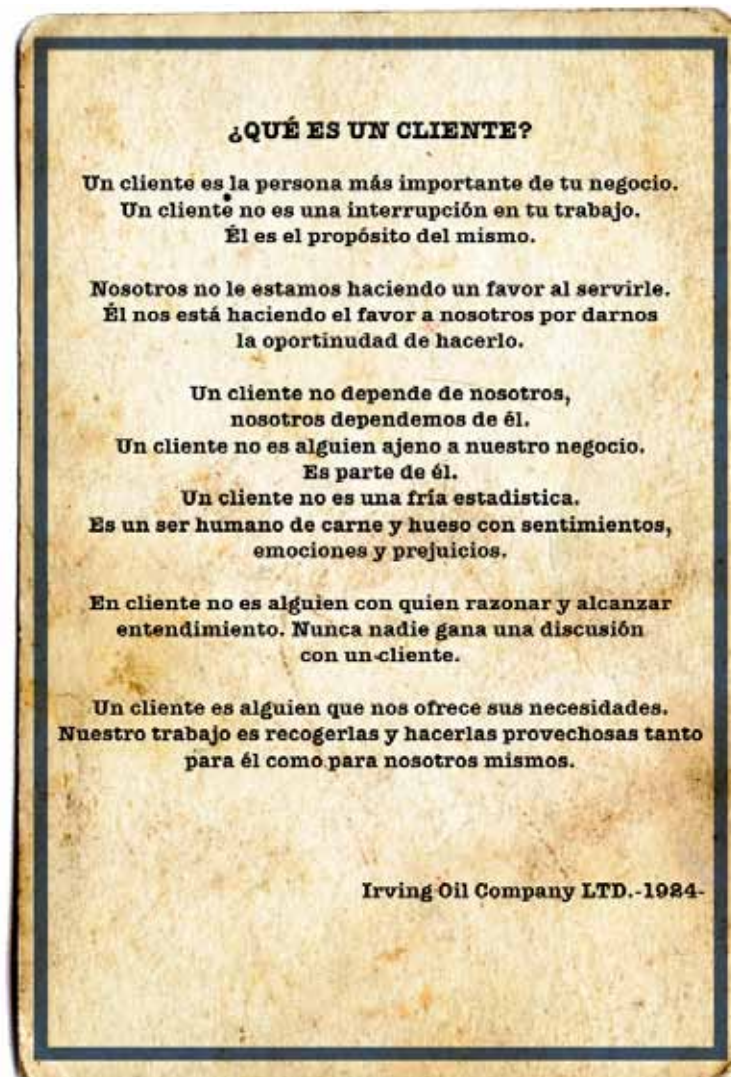 ¿QUÉ ES UN CLIENTE?
Un cliente es la persona más importante de tu negocio.
Un cliente no es una interrupción en tu trabajo.
Él es el propósito del mismo.
Nosotros no le estamos haciendo un favor al servirle.
Él nos está haciendo el favor a nosotros por darnos
la oportinudad de hacerlo.
Un cliente no depende de nosotros,
nosotros dependemos de él.
Un cliente no es alguien ajeno a nuestro negocio.
Es parte de él.
Un cliente no es una fría estadistica.
Es un ser humano de carne y hueso con sentimientos,
emociones y prejuicios.
En cliente no es alguien con quien razonar y alcanzar
entendimiento. Nunca nadie gana una discusión
con un cliente.
Un cliente es alguien que nos ofrece sus necesidades.
Nuestro trabajo es recogerlas y hacerlas provechosas tanto
para él como para nosotros mismos.
Irving Oil Company LTD.-1924-